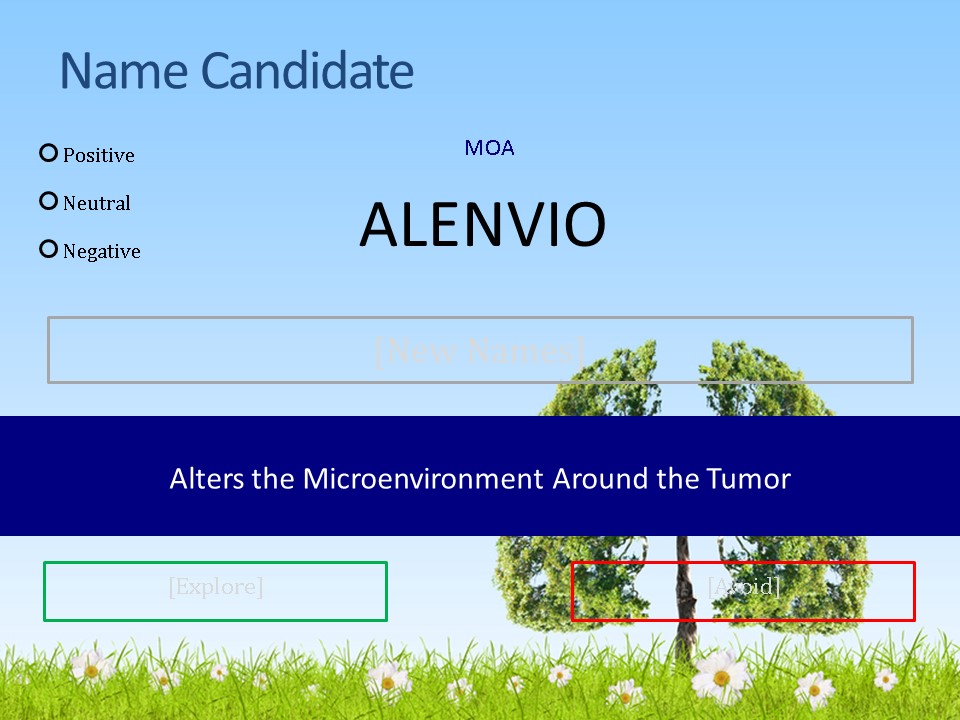 Name Candidate
MOA
Positive
Neutral
Negative
ALENVIO
[New Names]
Alters the Microenvironment Around the Tumor
[Explore]
[Avoid]